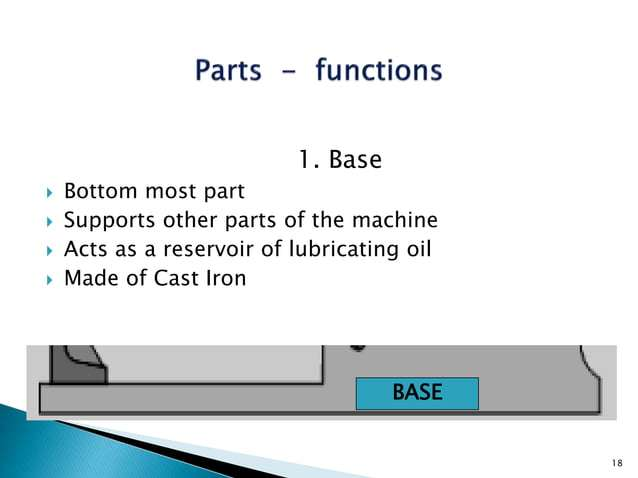 Parts - functions
1. Base
Bottom most part
Supports other parts of the machine
Acts as a reservoir of lubricating oil
Made of Cast Iron
BASE
18